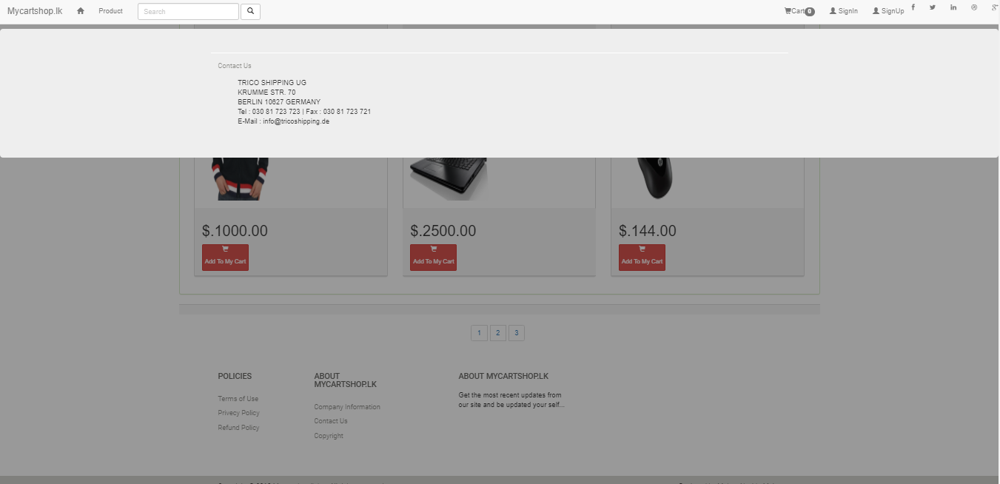 Mycartshop.lk Product Search Cart 0 SignIn SignUp
Contact Us
TRICO SHIPPING UG
KRUMME STR. 70
BERLIN 10627 GERMANY
Tel : 030 81 723 723 | Fax : 030 81 723 721
E-Mail : info@tricoshipping.de
$.1000.00 $.2500.00 $.144.00
Add To My Cart Add To My Cart Add To My Cart
1 2 3
POLICIES
Terms of Use
Privecy Policy
Refund Policy
ABOUT
MYCARTSHOP.LK
Company Information
Contact Us
Copyright
ABOUT MYCARTSHOP.LK
Get the most recent updates from
our site and be updated your self...